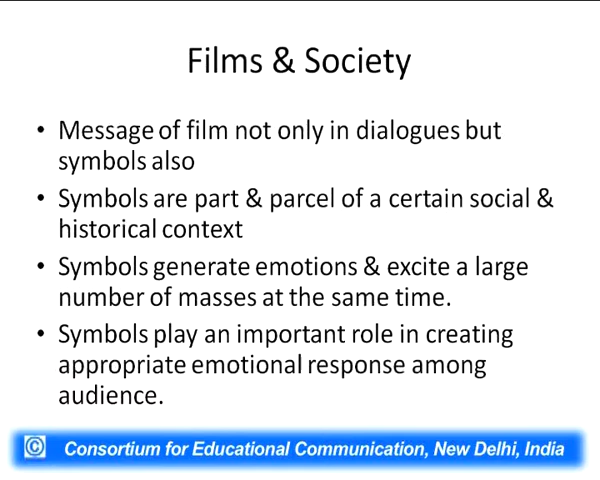 Films & Society
• Message of film not only in dialogues but
symbols also
• Symbols are part & parcel of a certain social &
historical context
• Symbols generate emotions & excite a large
number of masses at the same time.
• Symbols play an important role in creating
appropriate emotional response among
audience.
© Consortium for Educational Communication, New Delhi, India